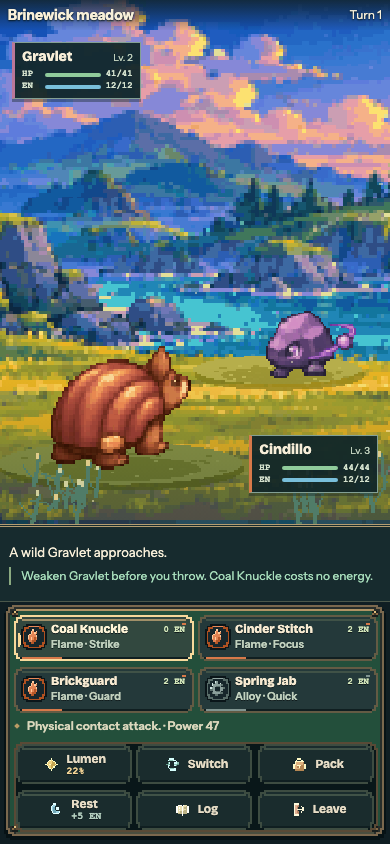 Brinewick meadow
Turn 1
Gravlet Lv. 2
HP 41/41
EN 12/12
Cindillo Lv. 3
HP 44/44
EN 12/12
A wild Gravlet approaches.
Weaken Gravlet before you throw. Coal Knuckle costs no energy.
Coal Knuckle 0 EN
Flame·Strike
Cinder Stitch 2 EN
Flame·Focus
Brickguard 2 EN
Flame·Guard
Spring Jab 2 EN
Alloy·Quick
Physical contact attack.·Power 47
Lumen
22%
Switch
Pack
Rest
+5 EN
Log
Leave